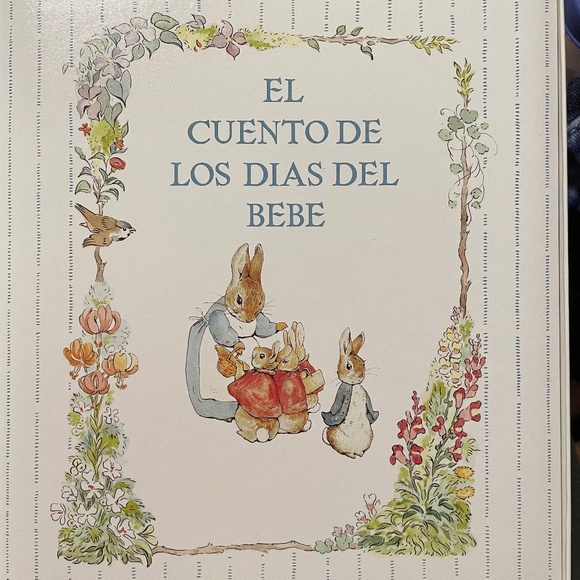 EL
CUENTO DE
LOS DIAS DEL
BEBE